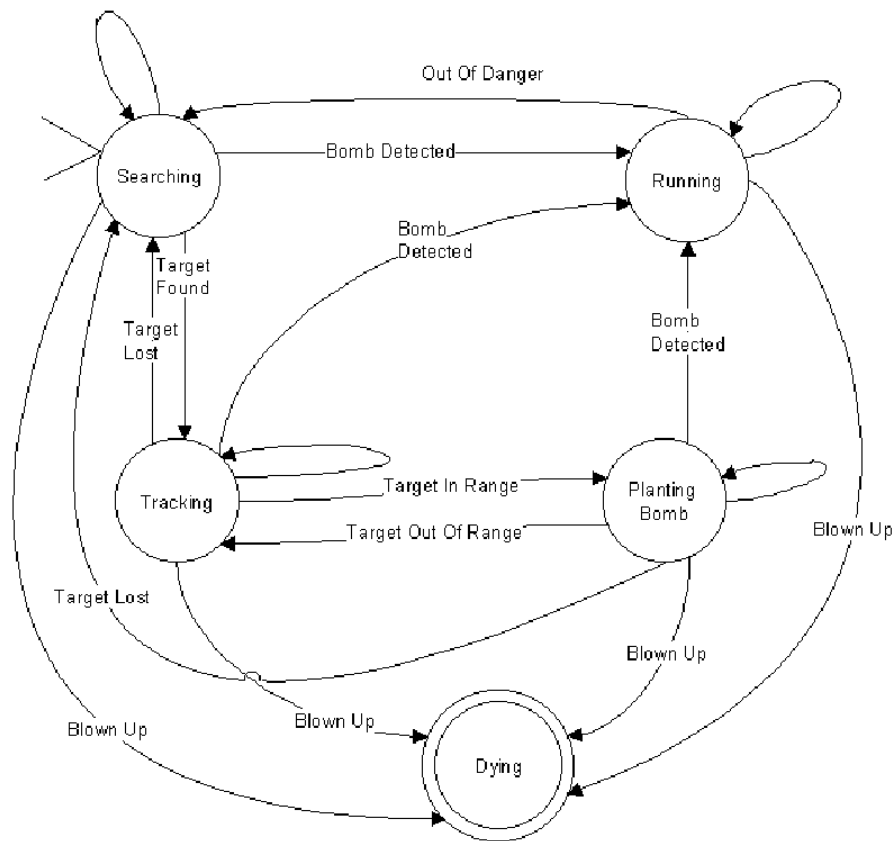 Out Of Danger
Bomb Detected
Searching
Running
Bomb
Detected
Target
Found
Target
Lost
Bomb
Detected
Target In Range
Tracking
Planting
Bomb
Target Out Of Range
Blown Up
Target Lost
Blown Up
Blown Up
Blown Up
Dying